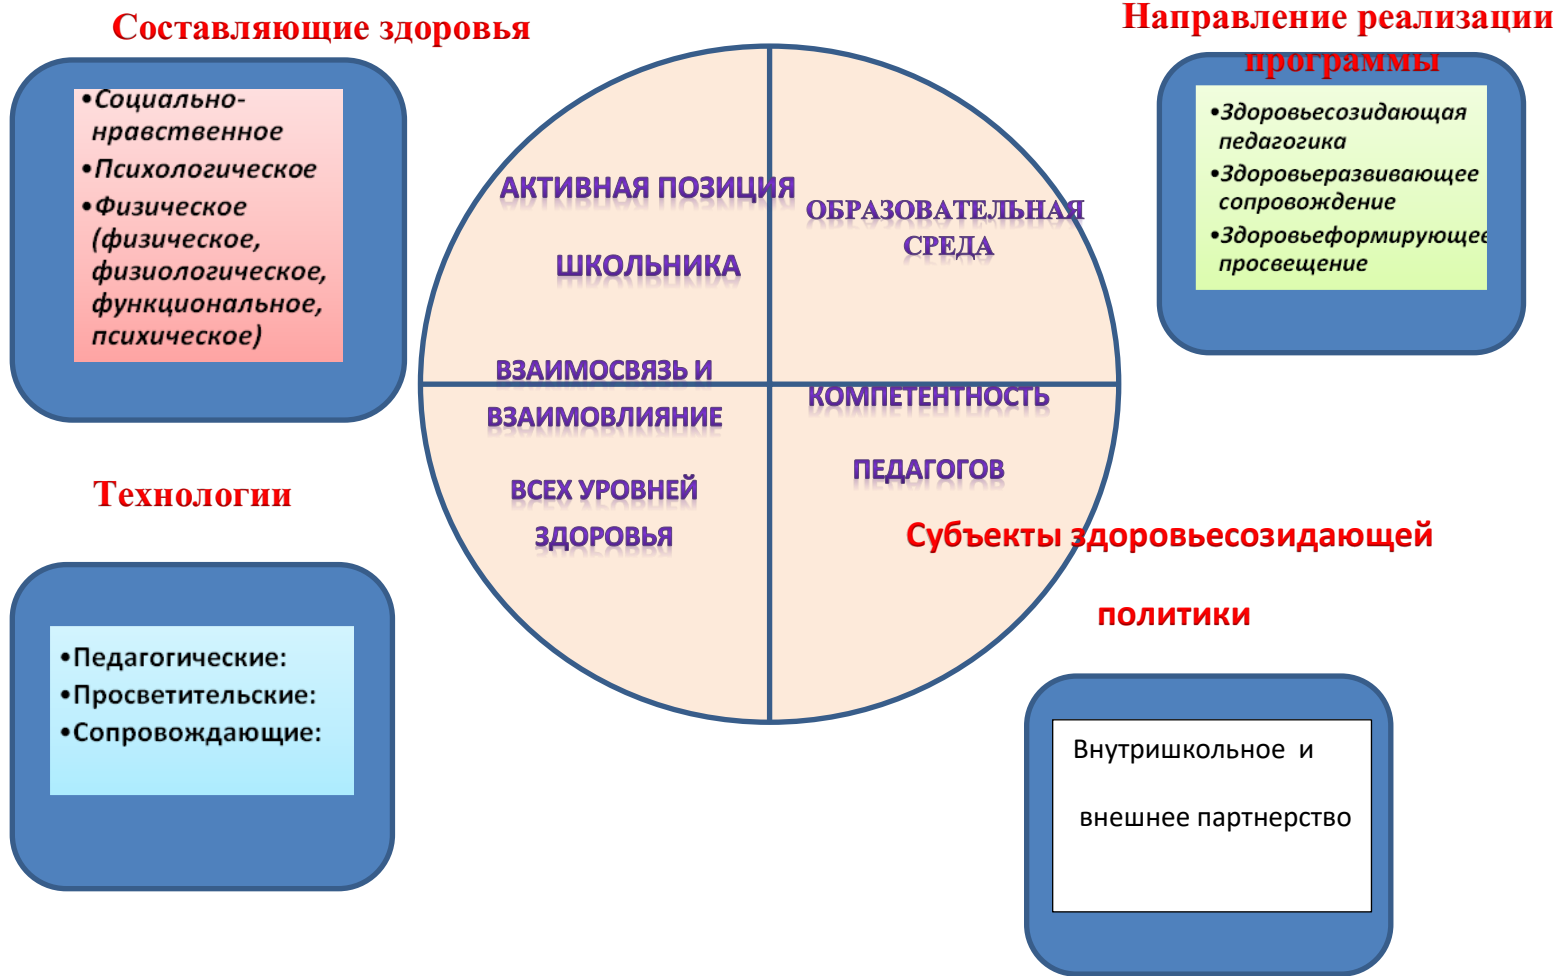 Составляющие здоровья
•Социально-
нравственное
•Психологическое
•Физическое
(физическое,
физиологическое,
функциональное,
психическое)
Направление реализации
программы
•Здоровьесозидающая
педагогика
•Здоровьеразвивающее
сопровождение
•Здоровьеформирующее
просвещение
АКТИВНАЯ ПОЗИЦИЯ
ШКОЛЬНИКА
ОБРАЗОВАТЕЛЬНАЯ
СРЕДА
ВЗАИМОСВЯЗЬ И
ВЗАИМОВЛИЯНИЕ
ВСЕХ УРОВНЕЙ
ЗДОРОВЬЯ
КОМПЕТЕНТНОСТЬ
ПЕДАГОГОВ
Технологии
•Педагогические:
•Просветительские:
•Сопровождающие:
Субъекты здоровьесозидающей
политики
Внутришкольное и
внешнее партнерство